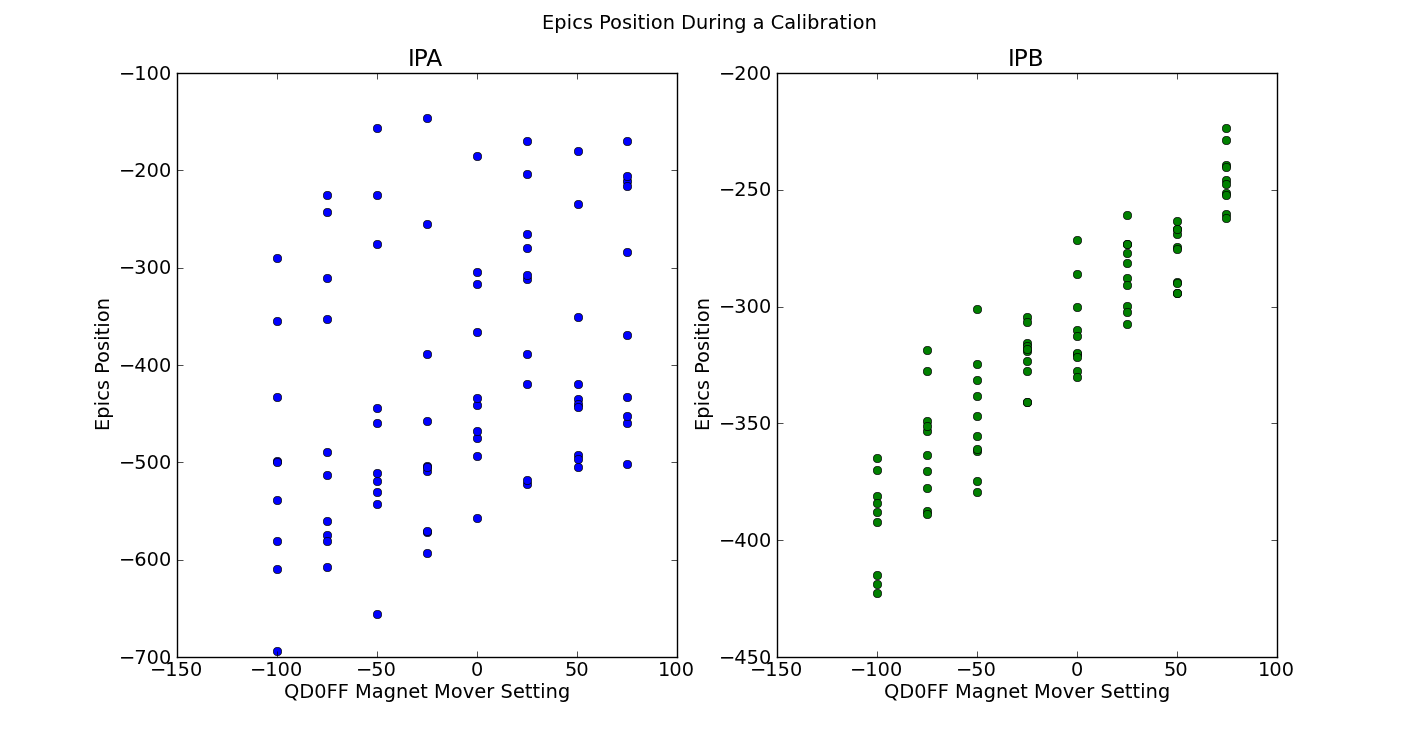 Epics Position During a Calibration
IPA
−100
−200
−300
−400
−500
−600
−700
Epics Position
−150 −100 −50 0 50 100
QD0FF Magnet Mover Setting
IPB
−200
−250
−300
−350
−400
−450
Epics Position
−150 −100 −50 0 50 100
QD0FF Magnet Mover Setting